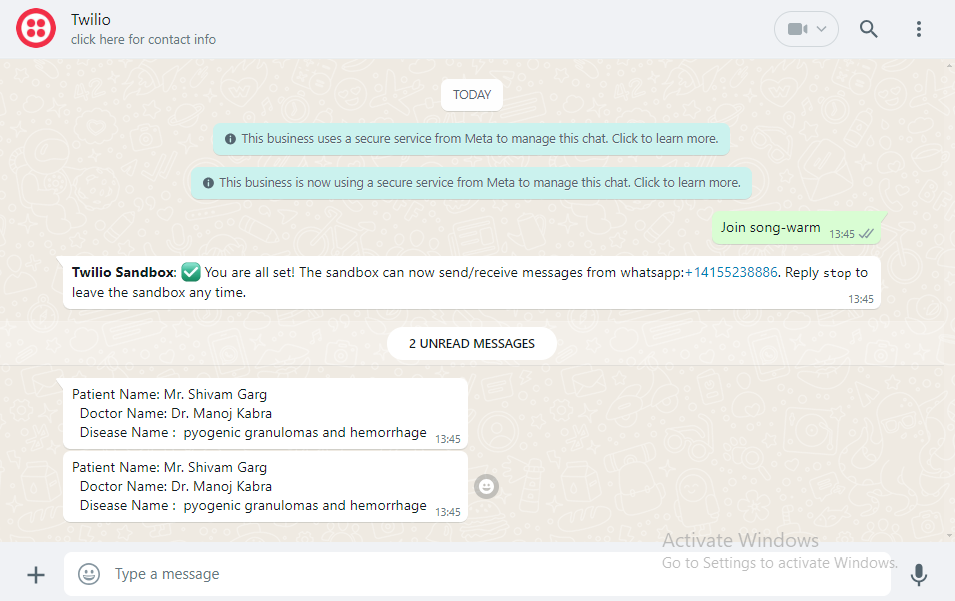 Twilio
click here for contact info
TODAY
This business uses a secure service from Meta to manage this chat. Click to learn more.
This business is now using a secure service from Meta to manage this chat. Click to learn more.
Join song-warm 13:45
Twilio Sandbox: ✅ You are all set! The sandbox can now send/receive messages from whatsapp:+14155238886. Reply stop to
leave the sandbox any time.
13:45
2 UNREAD MESSAGES
Patient Name: Mr. Shivam Garg
Doctor Name: Dr. Manoj Kabra
Disease Name : pyogenic granulomas and hemorrhage 13:45
Patient Name: Mr. Shivam Garg
Doctor Name: Dr. Manoj Kabra
Disease Name : pyogenic granulomas and hemorrhage 13:45
Activate Windows
Go to Settings to activate Windows.
Type a message